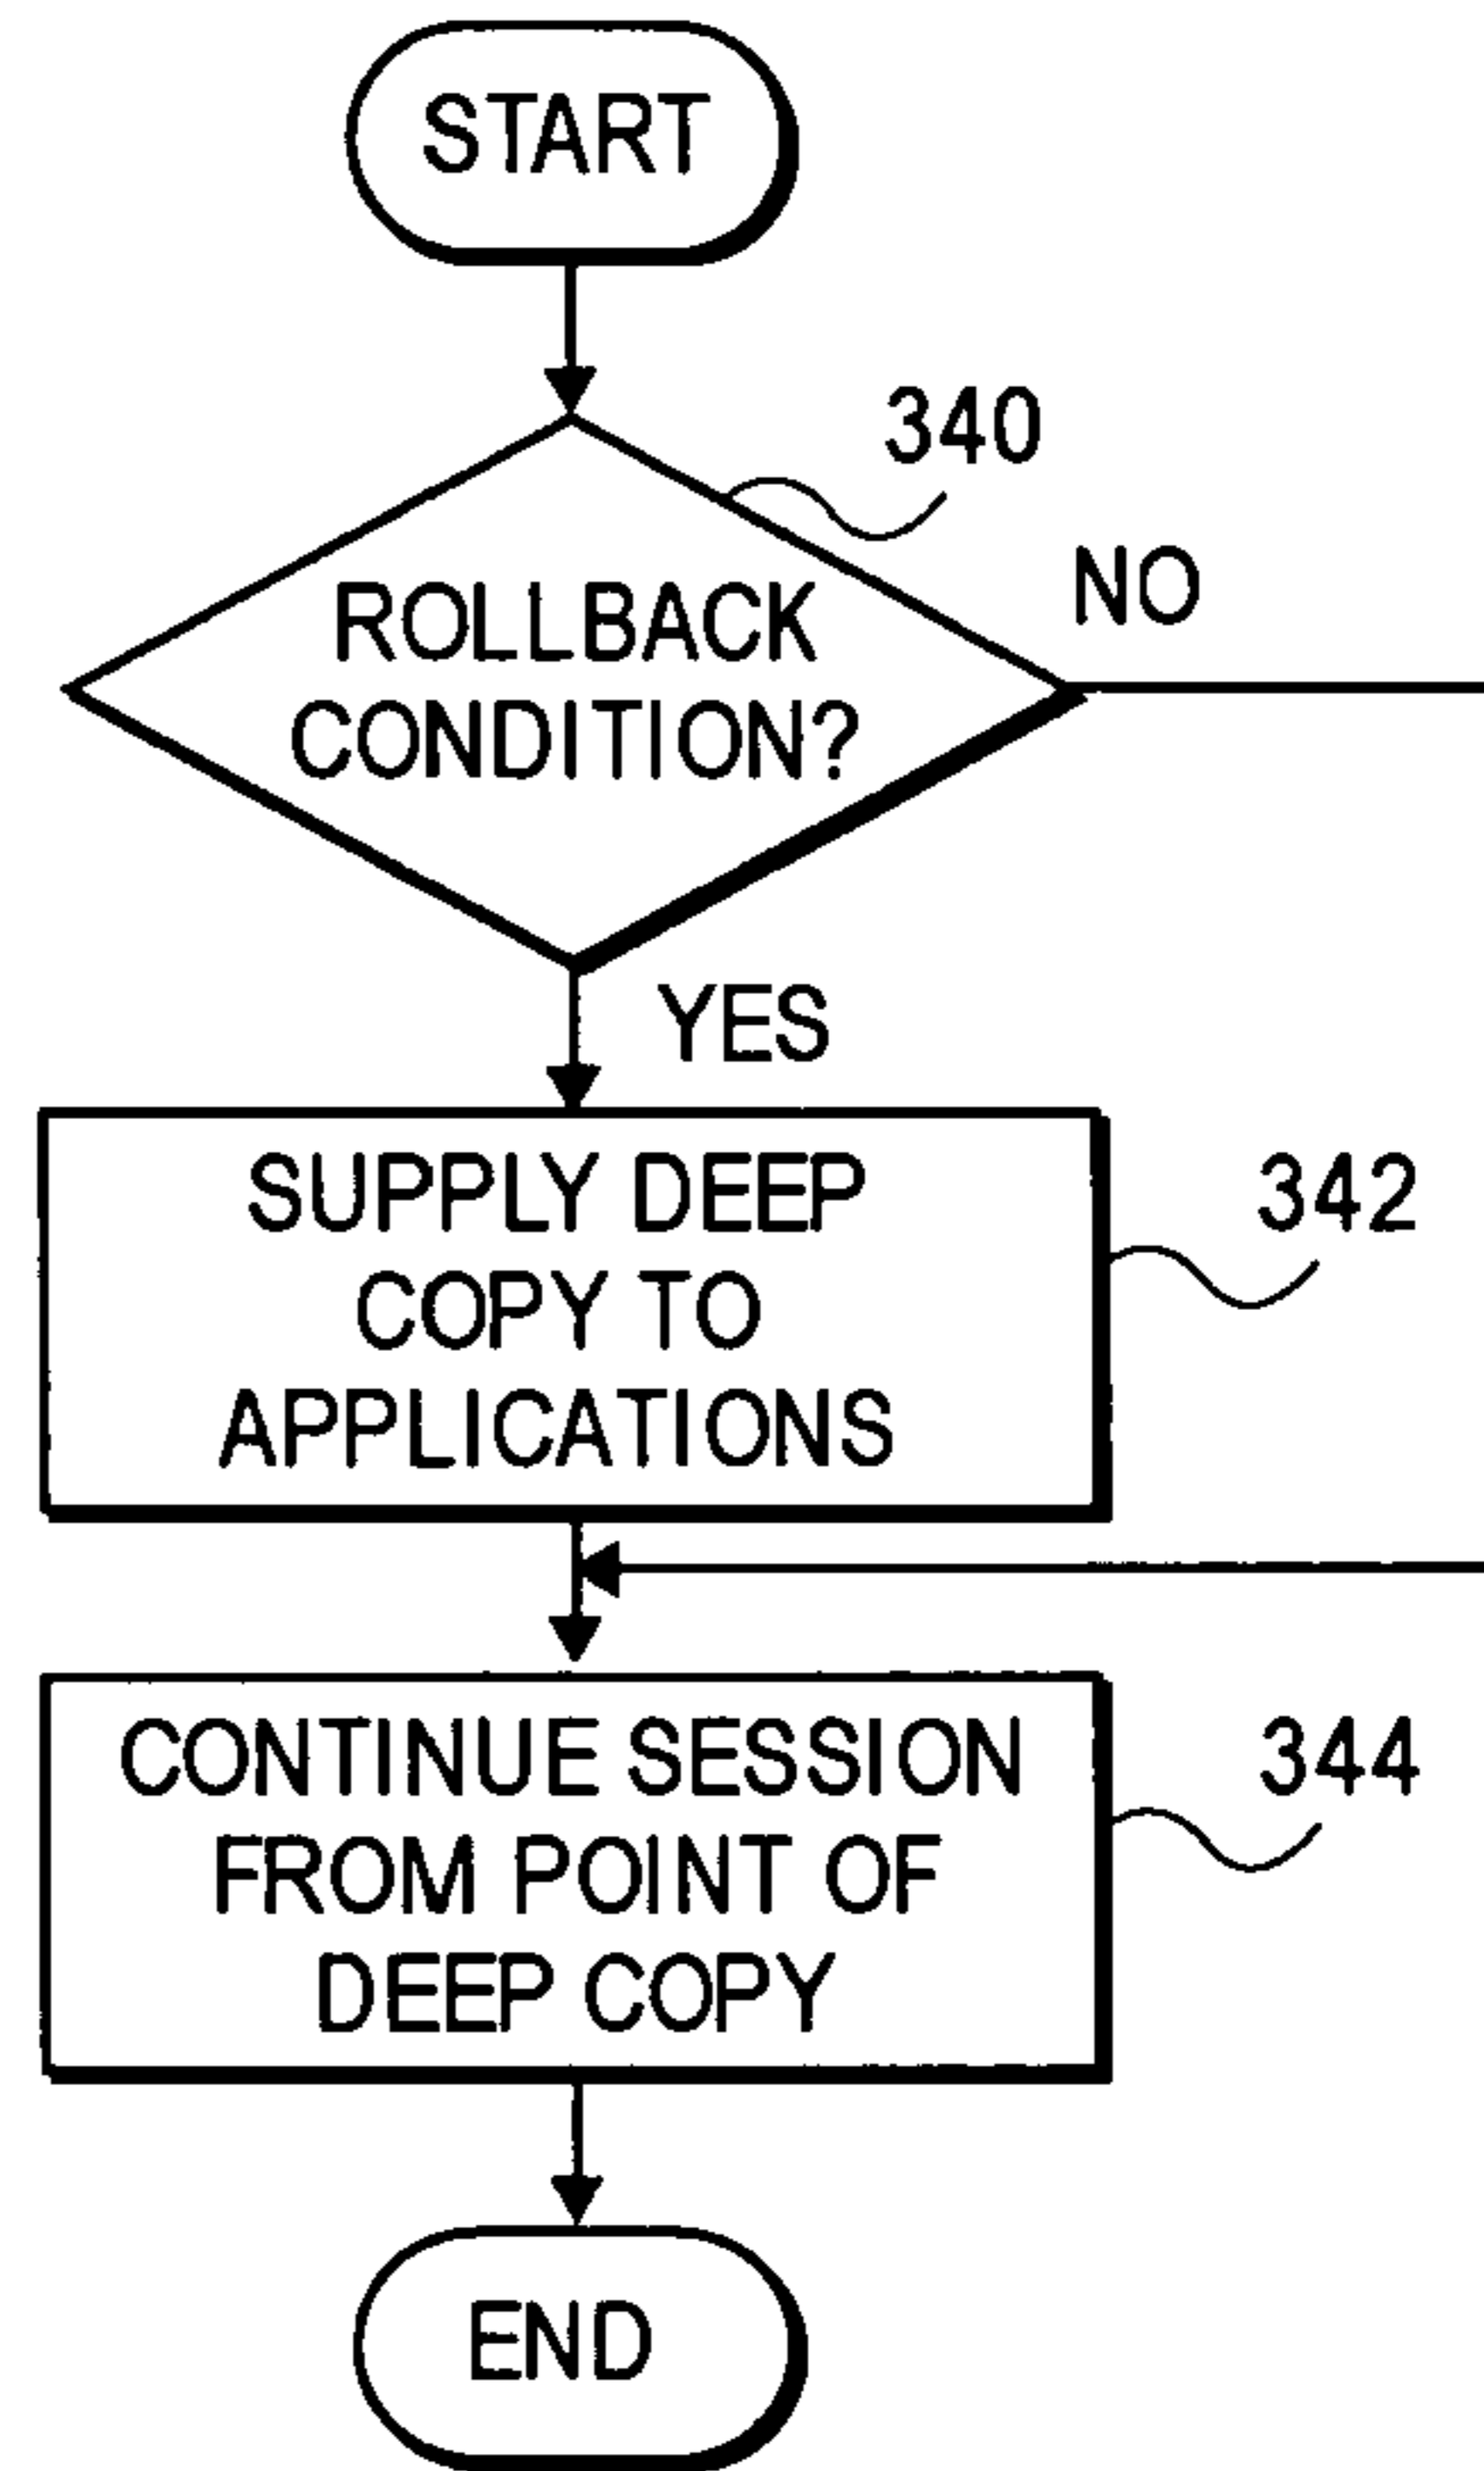 START
340
NO
ROLLBACK
CONDITION?
YES
SUPPLY DEEP
COPY TO
APPLICATIONS
342
CONTINUE SESSION
FROM POINT OF
DEEP COPY
344
END